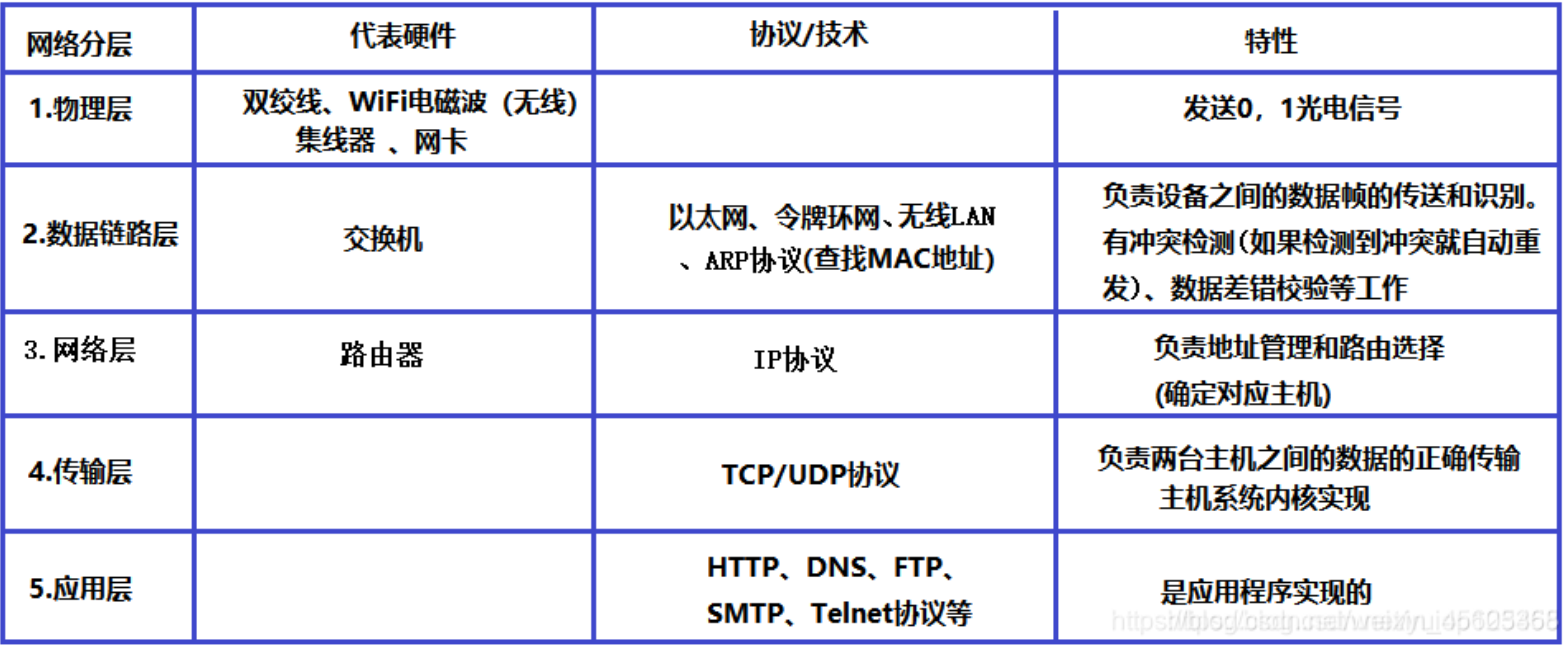 网络分层
代表硬件
协议/技术
特性
1.物理层
双绞线、WiFi电磁波（无线）
集线器 、网卡
发送0，1光电信号
2.数据链路层
交换机
以太网、令牌环网、无线LAN
、ARP协议(查找MAC地址)
负责设备之间的数据帧的传送和识别。
有冲突检测（如果检测到冲突就自动重
发）、数据差错校验等工作
3. 网络层
路由器
IP协议
负责地址管理和路由选择
(确定对应主机)
4.传输层
TCP/UDP协议
负责两台主机之间的数据的正确传输
主机系统内核实现
5.应用层
HTTP、DNS、FTP、
SMTP、Telnet协议等
是应用程序实现的